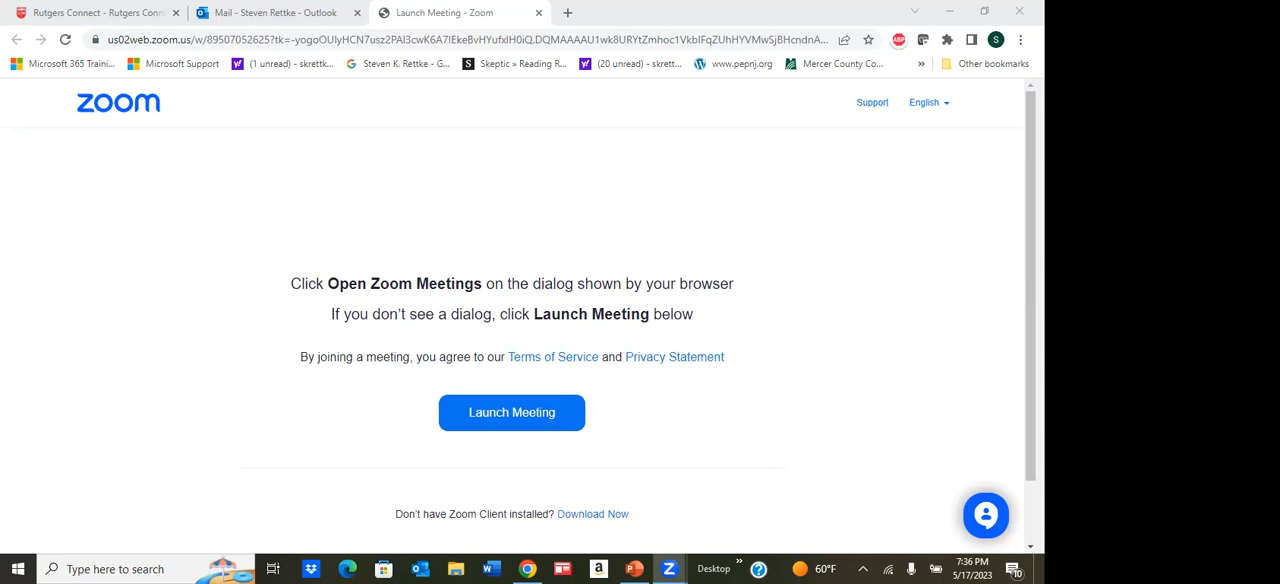 Rutgers Connect - Rutgers Conn
Mail - Steven Rettke - Outlook
Launch Meeting - Zoom
Microsoft 365 Traini...
Microsoft Support
(1 unread) - skrettk...
Steven K. Rettke - G...
Skeptic » Reading R...
(20 unread) - skrett...
www.pepnj.org
Mercer County Co...
»
Other bookmarks
zoom
Support
English
Click Open Zoom Meetings on the dialog shown by your browser
If you don't see a dialog, click Launch Meeting below
By joining a meeting, you agree to our Terms of Service and Privacy Statement
Launch Meeting
Don't have Zoom Client installed? Download Now
Type here to search
Desktop
»
60°F
7:36 PM
5/17/2023
10